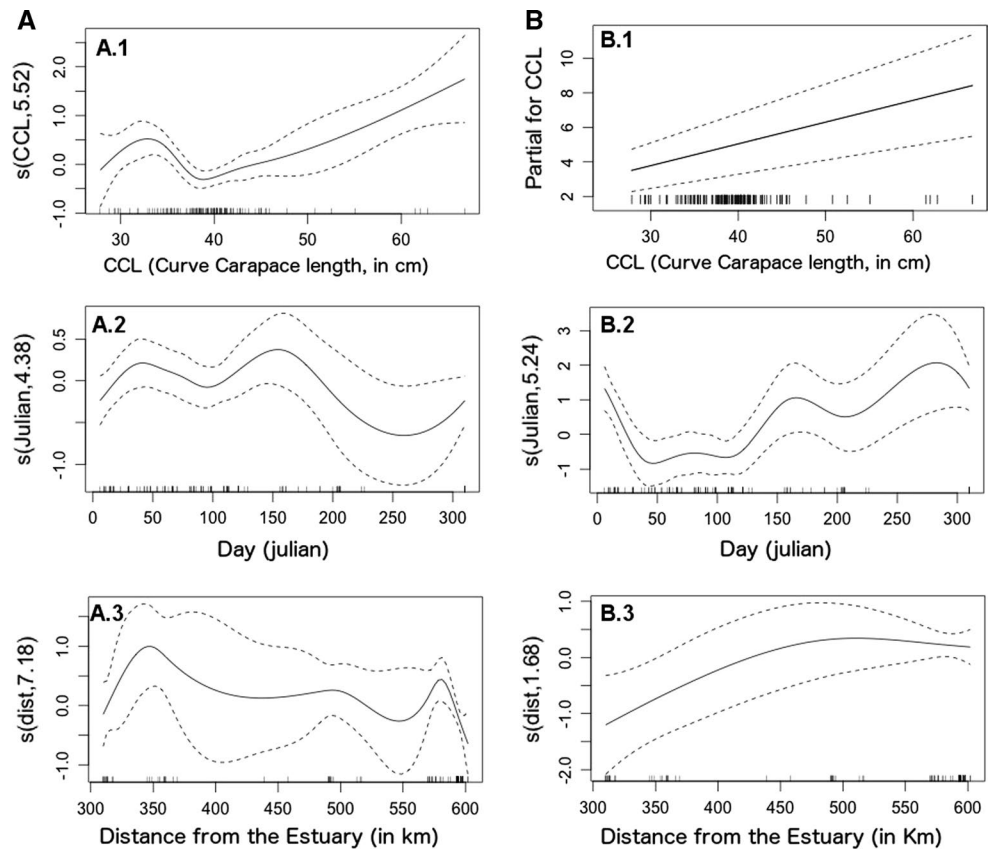 A B
A.1 B.1
s(CCL,5.52) Partial for CCL
2.0 1.0 0.0 -1.0
10 8 6 4 2
30 40 50 60
30 40 50 60
CCL (Curve Carapace length, in cm)
CCL (Curve Carapace length, in cm)
A.2 B.2
s(Julian,4.38) s(Julian,5.24)
0.5 0.0 -1.0
3 2 1 0 -1
0 50 100 150 200 250 300
0 50 100 150 200 250 300
Day (julian)
Day (julian)
A.3 B.3
s(dist,7.18) s(dist,1.68)
1.0 0.0 -1.0
1.0 0.0 -1.0 -2.0
300 350 400 450 500 550 600
300 350 400 450 500 550 600
Distance from the Estuary (in km)
Distance from the Estuary (in Km)